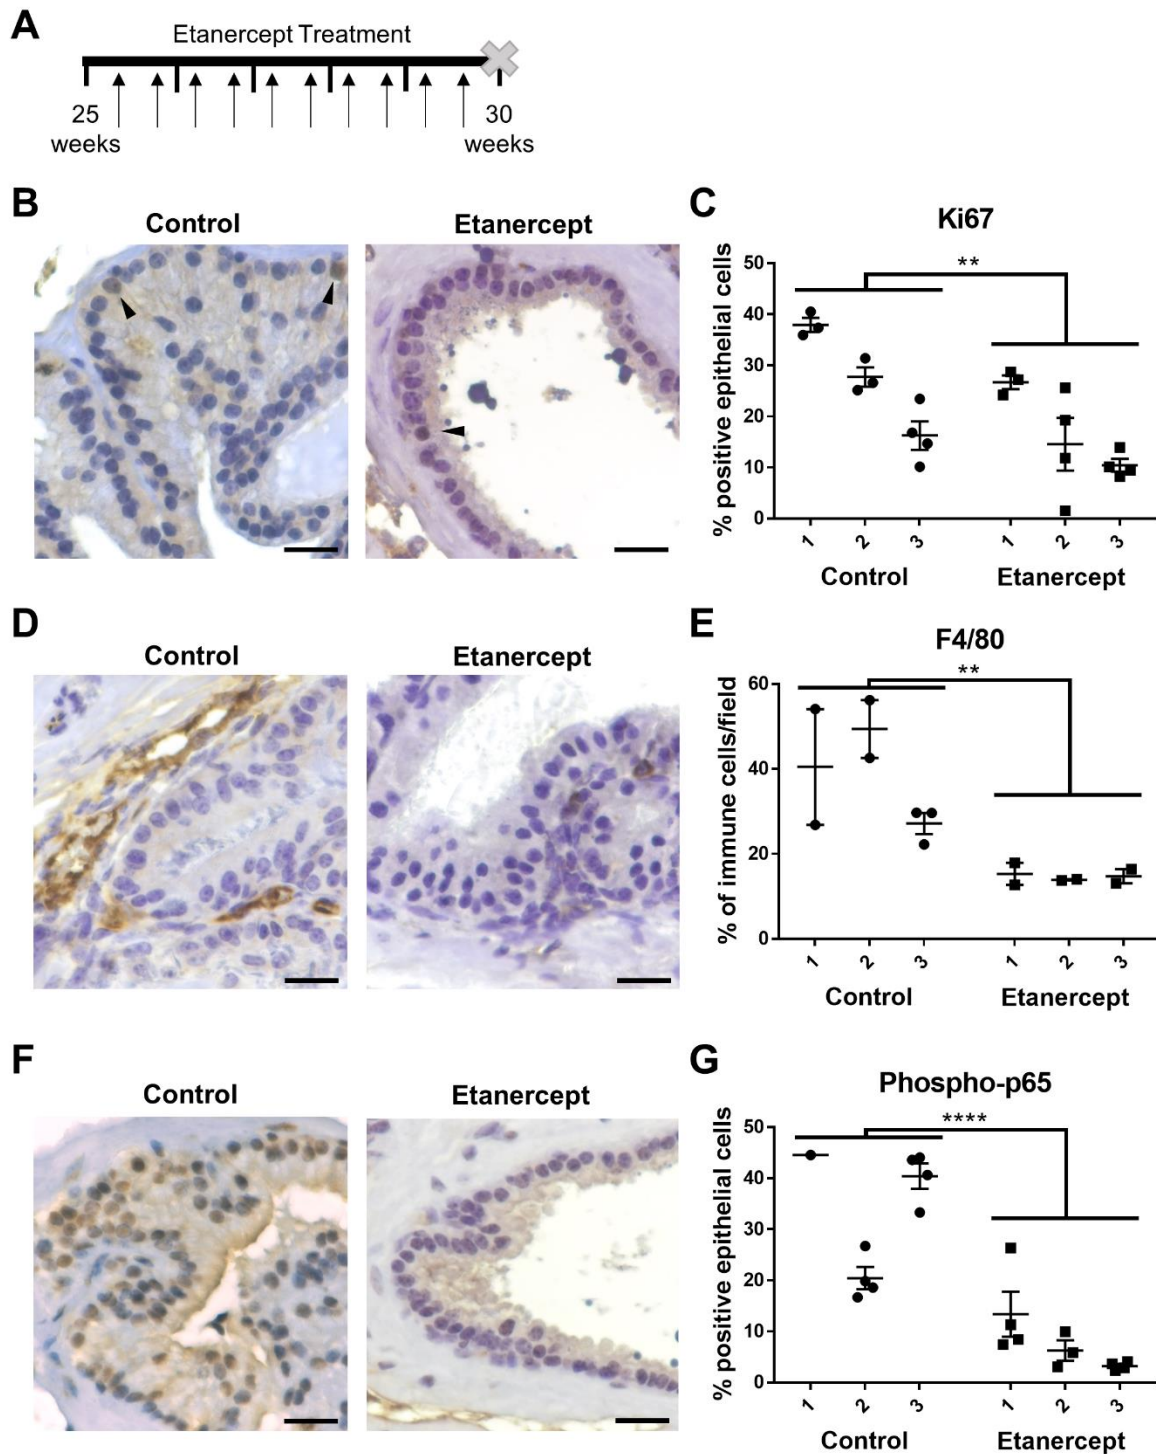 A
Etanercept Treatment
25
weeks
30
weeks
B
Control
Etanercept
C
Ki67
% positive epithelial cells
50
40
30
20
10
0
**
1
2
3
1
2
3
Control
Etanercept
D
Control
Etanercept
E
F4/80
% of immune cells/field
60
40
20
0
**
1
2
3
1
2
3
Control
Etanercept
F
Control
Etanercept
G
Phospho-p65
% positive epithelial cells
50
40
30
20
10
0
****
1
2
3
1
2
3
Control
Etanercept